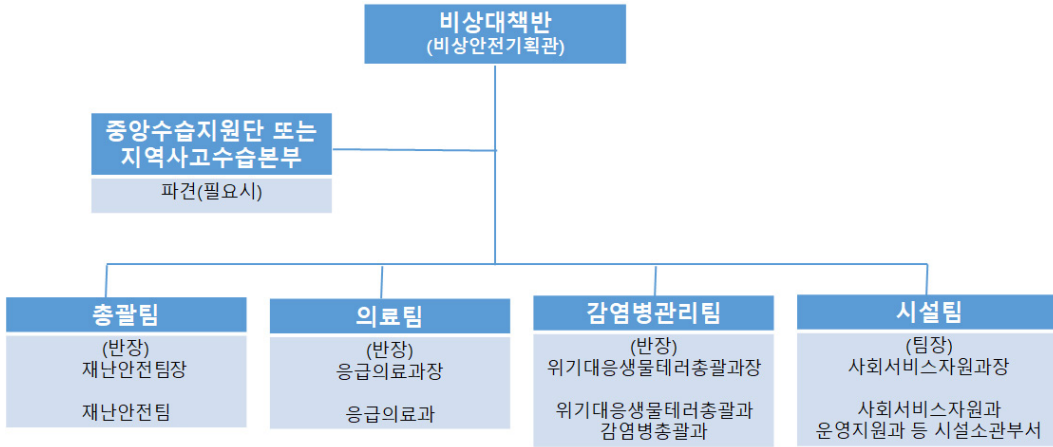 비상대책반
(비상안전기획관)
중앙수습지원단 또는
지역사고수습본부
파견(필요시)
총괄팀
(반장)
재난안전팀장
재난안전팀
의료팀
(반장)
응급의료과장
응급의료과
감염병관리팀
(반장)
위기대응생물테러총괄과장
위기대응생물테러총괄과
감염병총괄과
시설팀
(팀장)
사회서비스자원과장
사회서비스자원과
운영지원과 등 시설소관부서